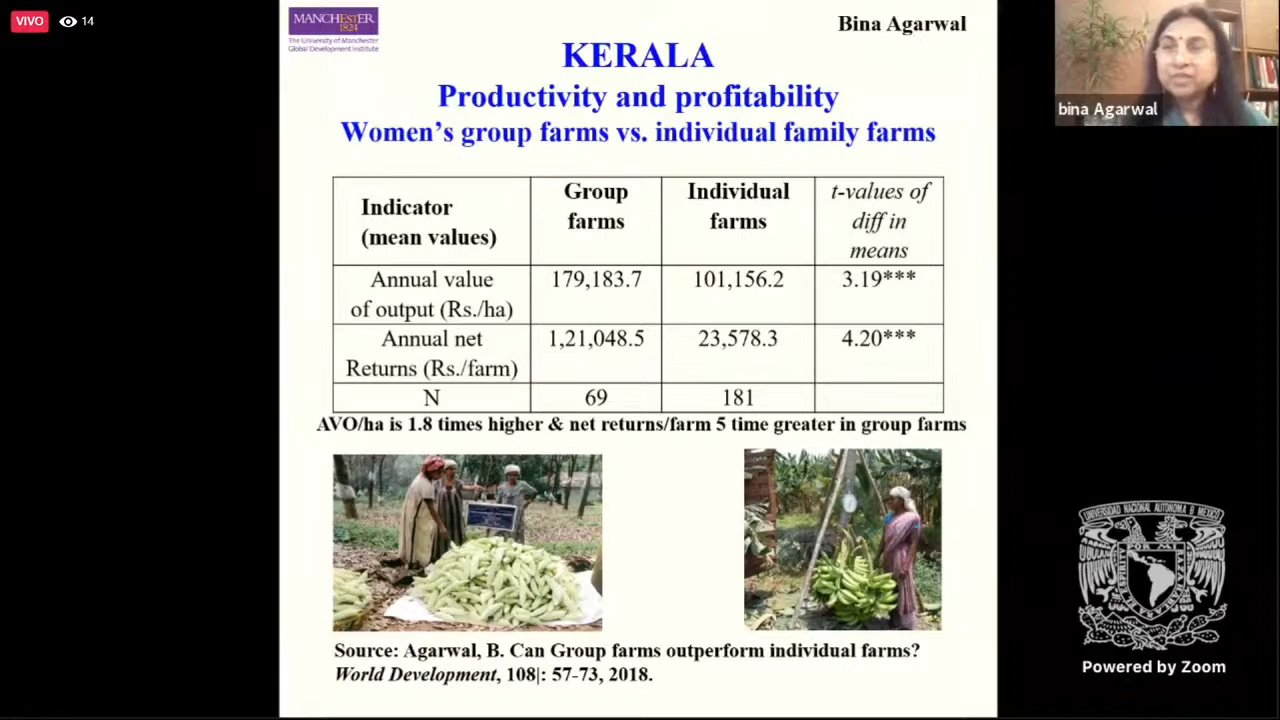 VIVO 14
MANCHESTER
1824
The University of Manchester
Global Development Institute
Bina Agarwal
KERALA
Productivity and profitability
Women's group farms vs. individual family farms
Indicator
(mean values)
Group
farms
Individual
farms
t-values of
diff in
means
Annual value
of output (Rs./ha)
179,183.7
101,156.2
3.19***
Annual net
Returns (Rs./farm)
1,21,048.5
23,578.3
4.20***
N
69
181
AVO/ha is 1.8 times higher & net returns/farm 5 time greater in group farms
Source: Agarwal, B. Can Group farms outperform individual farms?
World Development, 108|: 57-73, 2018.
bina Agarwal
Powered by Zoom